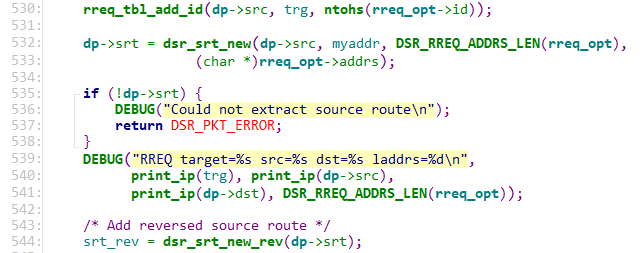 530: rreq_tbl_add_id(dp->src, trg, ntohs(rreq_opt->id));
531:
532: dp->srt = dsr_srt_new(dp->src, myaddr, DSR_RREQ_ADDRS_LEN(rreq_opt),
533: (char *)rreq_opt->addrs);
534:
535: if (!dp->srt) {
536: DEBUG("Could not extract source route\n");
537: return DSR_PKT_ERROR;
538: }
539: DEBUG("RREQ target=%s src=%s dst=%s laddrs=%d\n",
540: print_ip(trg), print_ip(dp->src),
541: print_ip(dp->dst), DSR_RREQ_ADDRS_LEN(rreq_opt));
542:
543: /* Add reversed source route */
544: srt_rev = dsr_srt_new_rev(dp->srt);